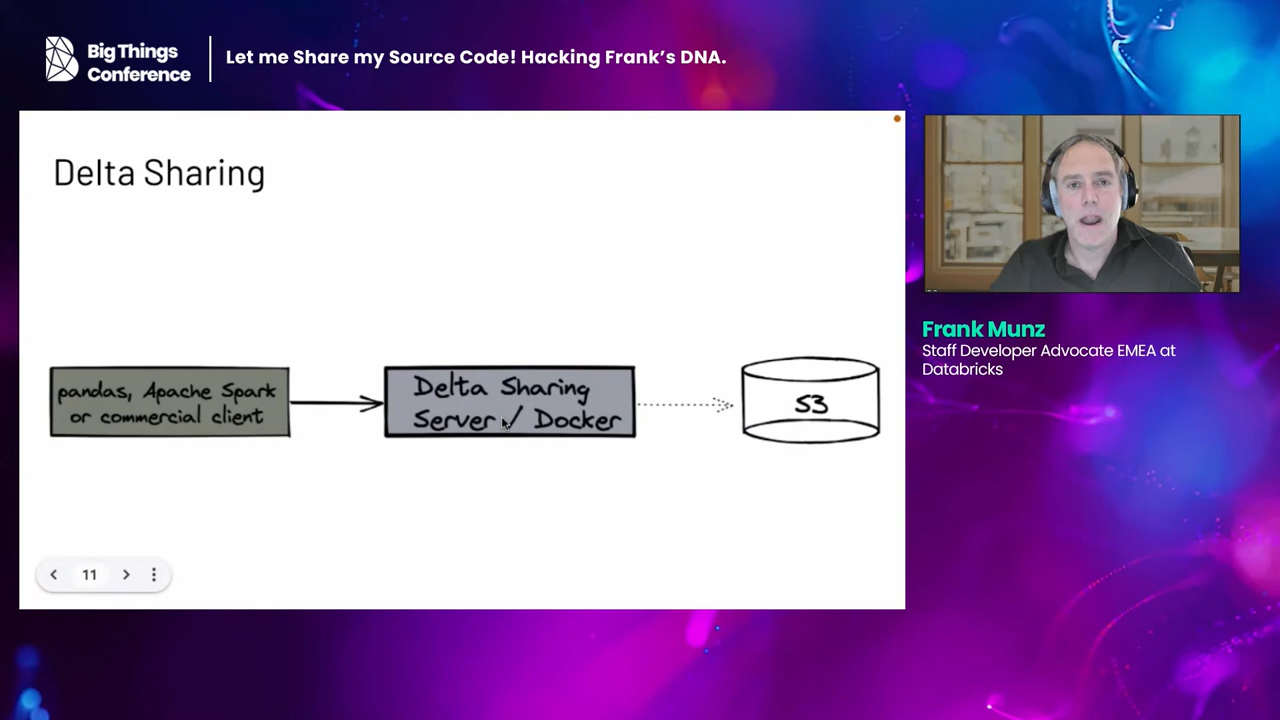 Big Things
Conference
Let me Share my Source Code! Hacking Frank's DNA.
Delta Sharing
pandas, Apache Spark
or commercial client
Delta Sharing
Server / Docker
S3
11
Frank Munz
Staff Developer Advocate EMEA at
Databricks